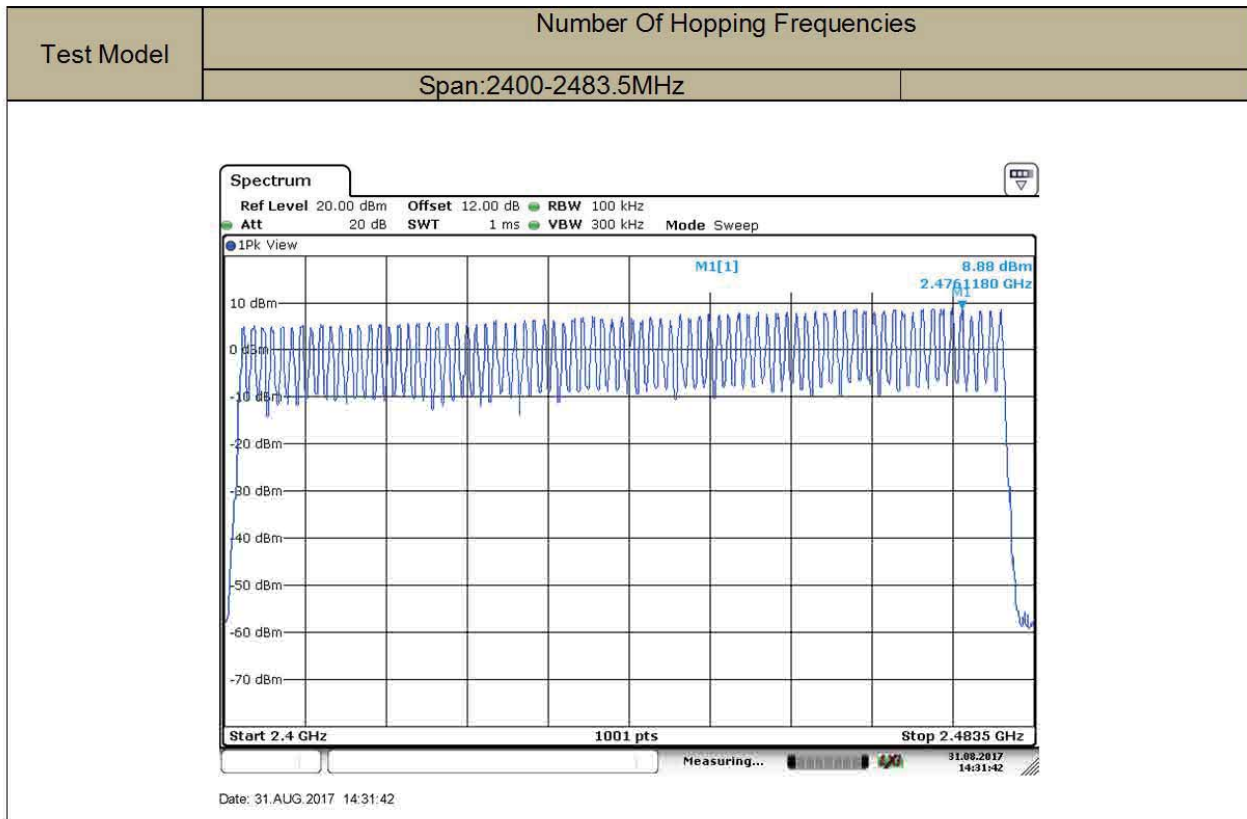 Test Model
Number Of Hopping Frequencies
Span:2400-2483.5MHz
Spectrum
Ref Level 20.00 dBm Offset 12.00 dB RBW 100 kHz
Att 20 dB SWT 1 ms VBW 300 kHz Mode Sweep
1Pk View
M1[1] 8.88 dBm
2.4761180 GHz
M1
10 dBm
0 dBm
-10 dBm
-20 dBm
-30 dBm
-40 dBm
-50 dBm
-60 dBm
-70 dBm
Start 2.4 GHz 1001 pts Stop 2.4835 GHz
Measuring... LXI 31.08.2017
14:31:42
Date: 31.AUG.2017 14:31:42